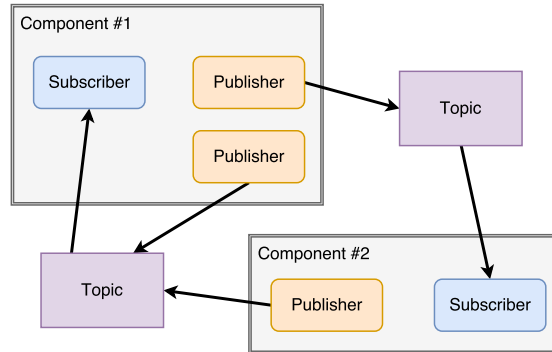 Component #1
Subscriber
Publisher
Topic
Publisher
Component #2
Topic
Publisher
Subscriber